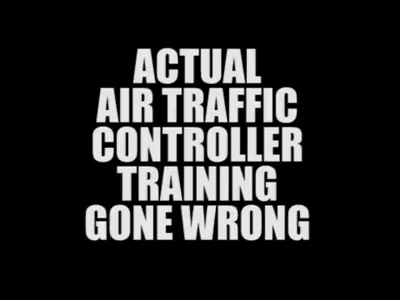 ACTUAL
AIR TRAFFIC
CONTROLLER
TRAINING
GONE WRONG